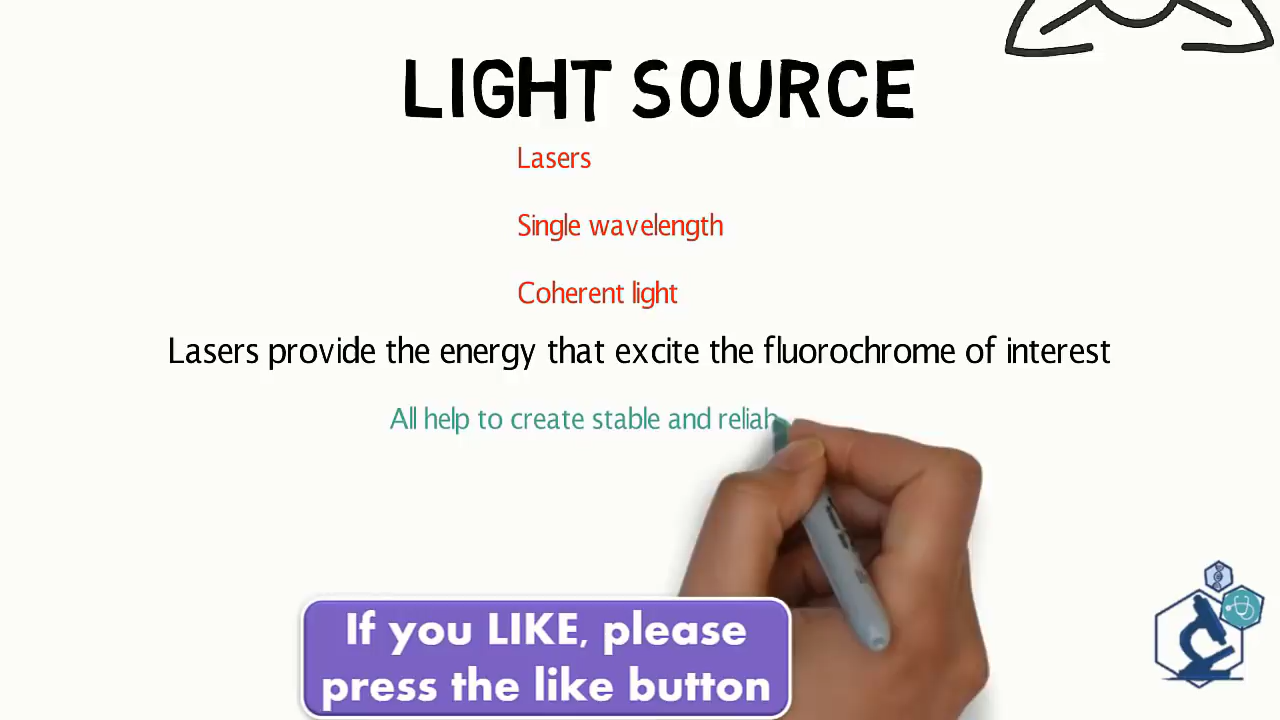 LIGHT SOURCE
Lasers
Single wavelength
Coherent light
Lasers provide the energy that excite the fluorochrome of interest
All help to create stable and
If you LIKE, please
press the like button